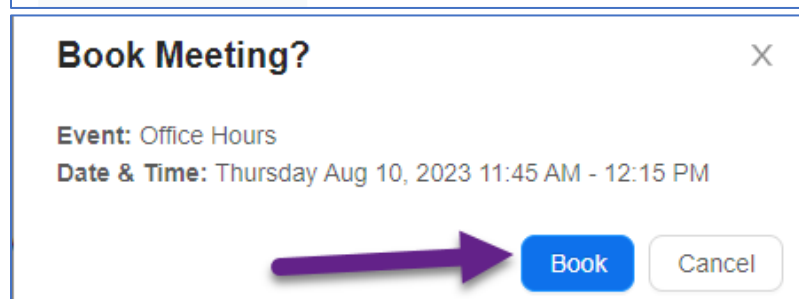 Book Meeting?
X
Event: Office Hours
Date & Time: Thursday Aug 10, 2023 11:45 AM - 12:15 PM
Book Cancel